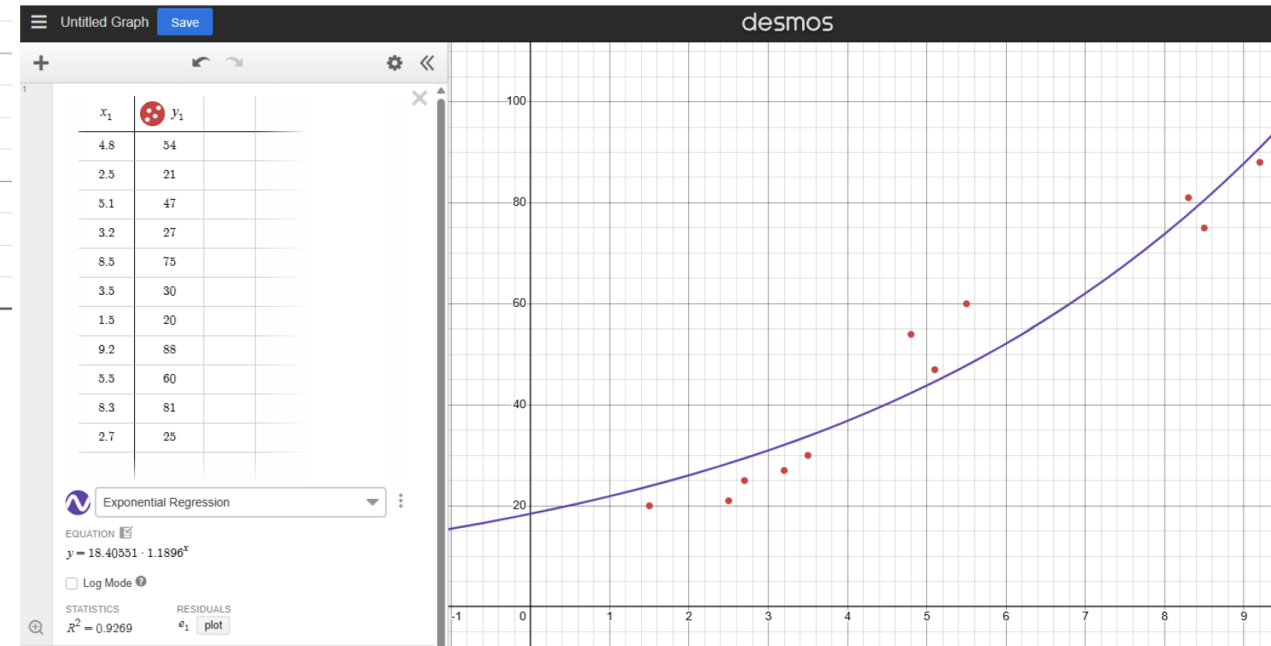 Untitled Graph Save desmos
1
x₁ y₁
4.8 54
2.5 21
5.1 47
3.2 27
8.5 75
3.5 30
1.5 20
9.2 88
5.5 60
8.3 81
2.7 25
Exponential Regression
EQUATION
y = 18.40551 · 1.1896ˣ
Log Mode ?
STATISTICS RESIDUALS
R² = 0.9269 e₁ plot
100
80
60
40
20
-1 0 1 2 3 4 5 6 7 8 9